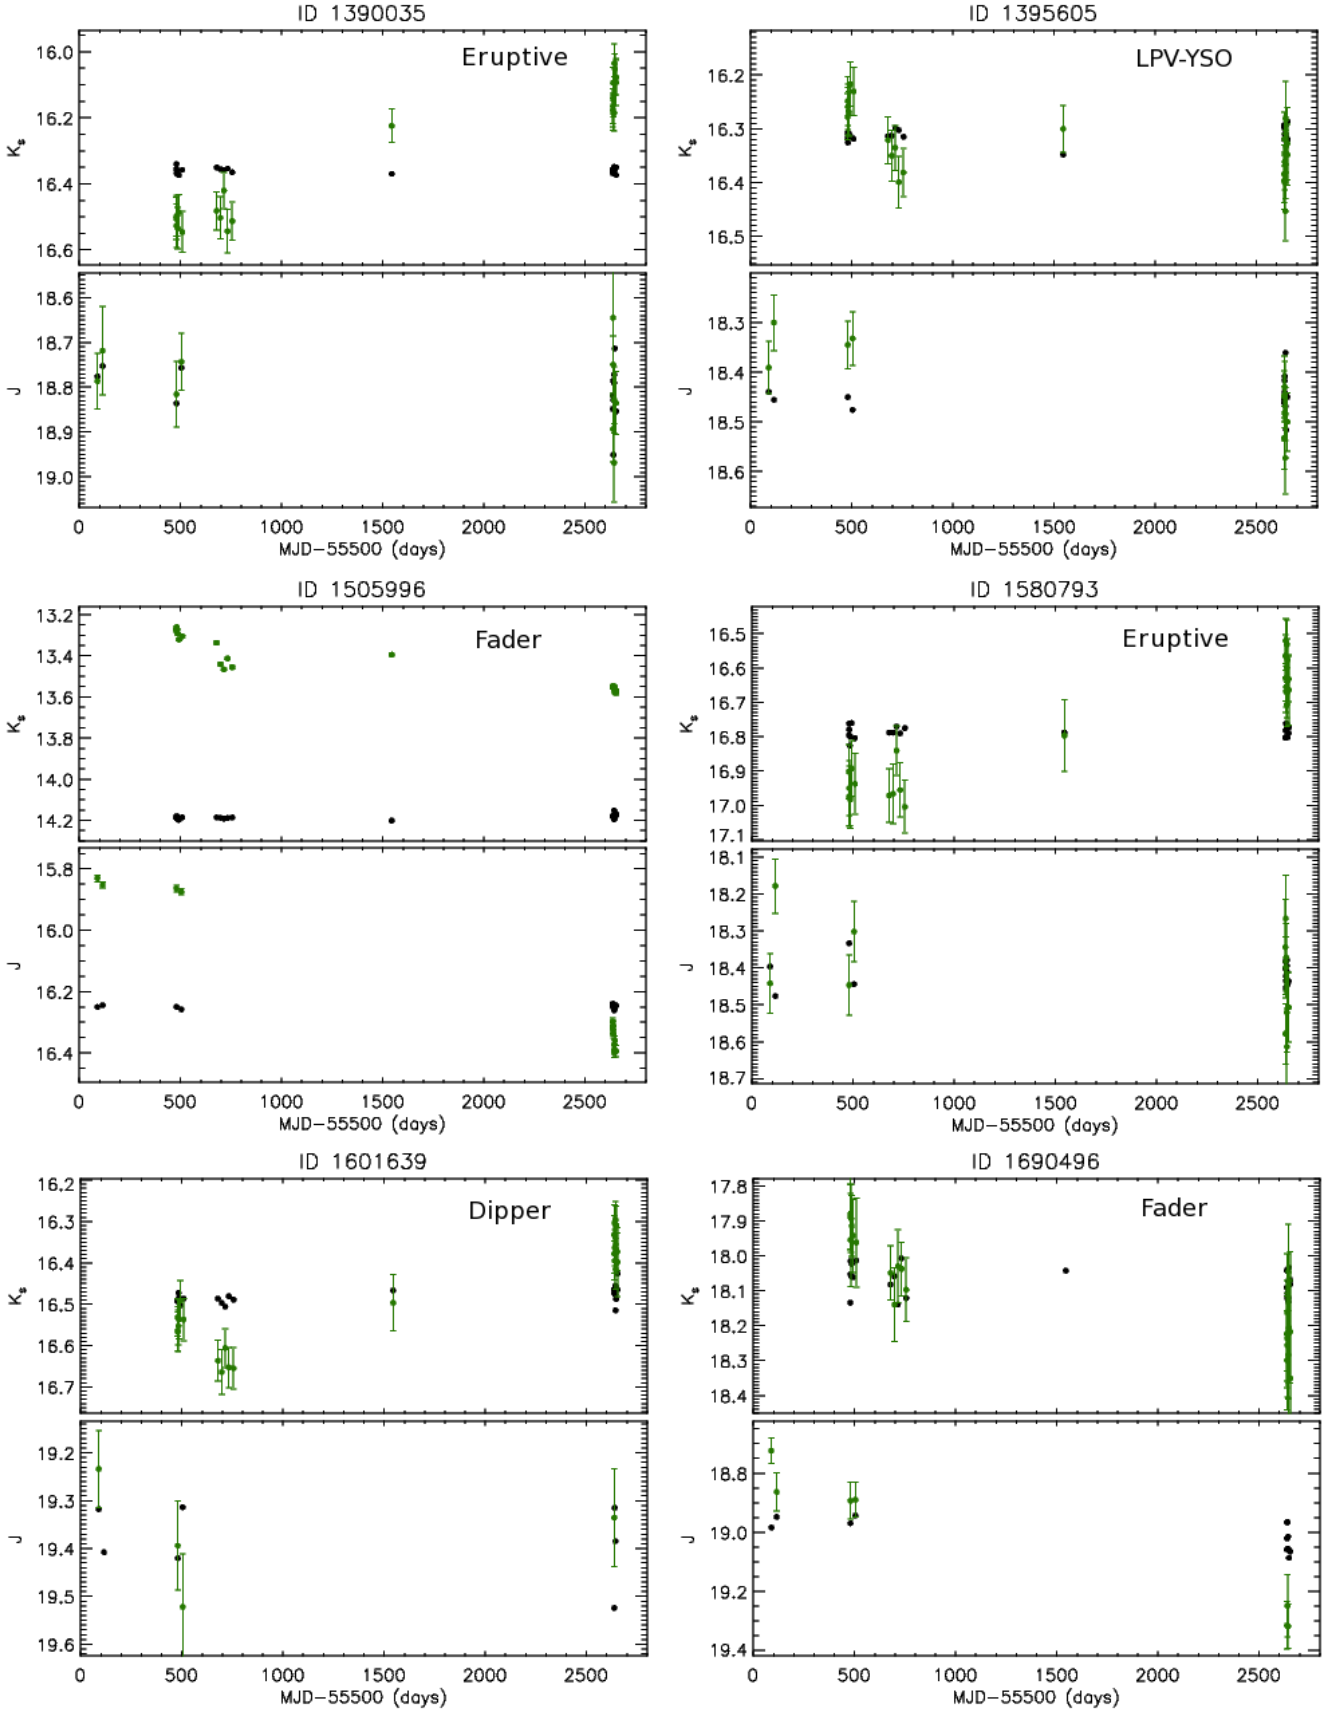 ID 1390035
Eruptive
16.0
16.2
16.4
16.6
Ks
18.6
18.7
18.8
18.9
19.0
J
0 500 1000 1500 2000 2500
MJD-55500 (days)
ID 1395605
LPV-YSO
16.2
16.3
16.4
16.5
Ks
18.3
18.4
18.5
18.6
J
0 500 1000 1500 2000 2500
MJD-55500 (days)
ID 1505996
Fader
13.2
13.4
13.6
13.8
14.0
14.2
Ks
15.8
16.0
16.2
16.4
J
0 500 1000 1500 2000 2500
MJD-55500 (days)
ID 1580793
Eruptive
16.5
16.6
16.7
16.8
16.9
17.0
17.1
Ks
18.1
18.2
18.3
18.4
18.5
18.6
18.7
J
0 500 1000 1500 2000 2500
MJD-55500 (days)
ID 1601639
Dipper
16.2
16.3
16.4
16.5
16.6
16.7
Ks
19.2
19.3
19.4
19.5
19.6
J
0 500 1000 1500 2000 2500
MJD-55500 (days)
ID 1690496
Fader
17.8
17.9
18.0
18.1
18.2
18.3
18.4
Ks
18.8
19.0
19.2
19.4
J
0 500 1000 1500 2000 2500
MJD-55500 (days)